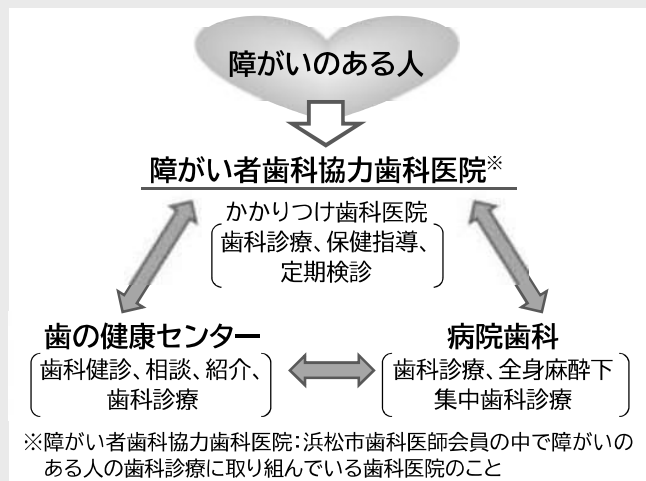 障がいのある人
障がい者歯科協力歯科医院※
かかりつけ歯科医院
歯科診療、保健指導、
定期検診
歯の健康センター
歯科健診、相談、紹介、
歯科診療
病院歯科
歯科診療、全身麻酔下
集中歯科診療
※障がい者歯科協力歯科医院:浜松市歯科医師会員の中で障がいの
ある人の歯科診療に取り組んでいる歯科医院のこと